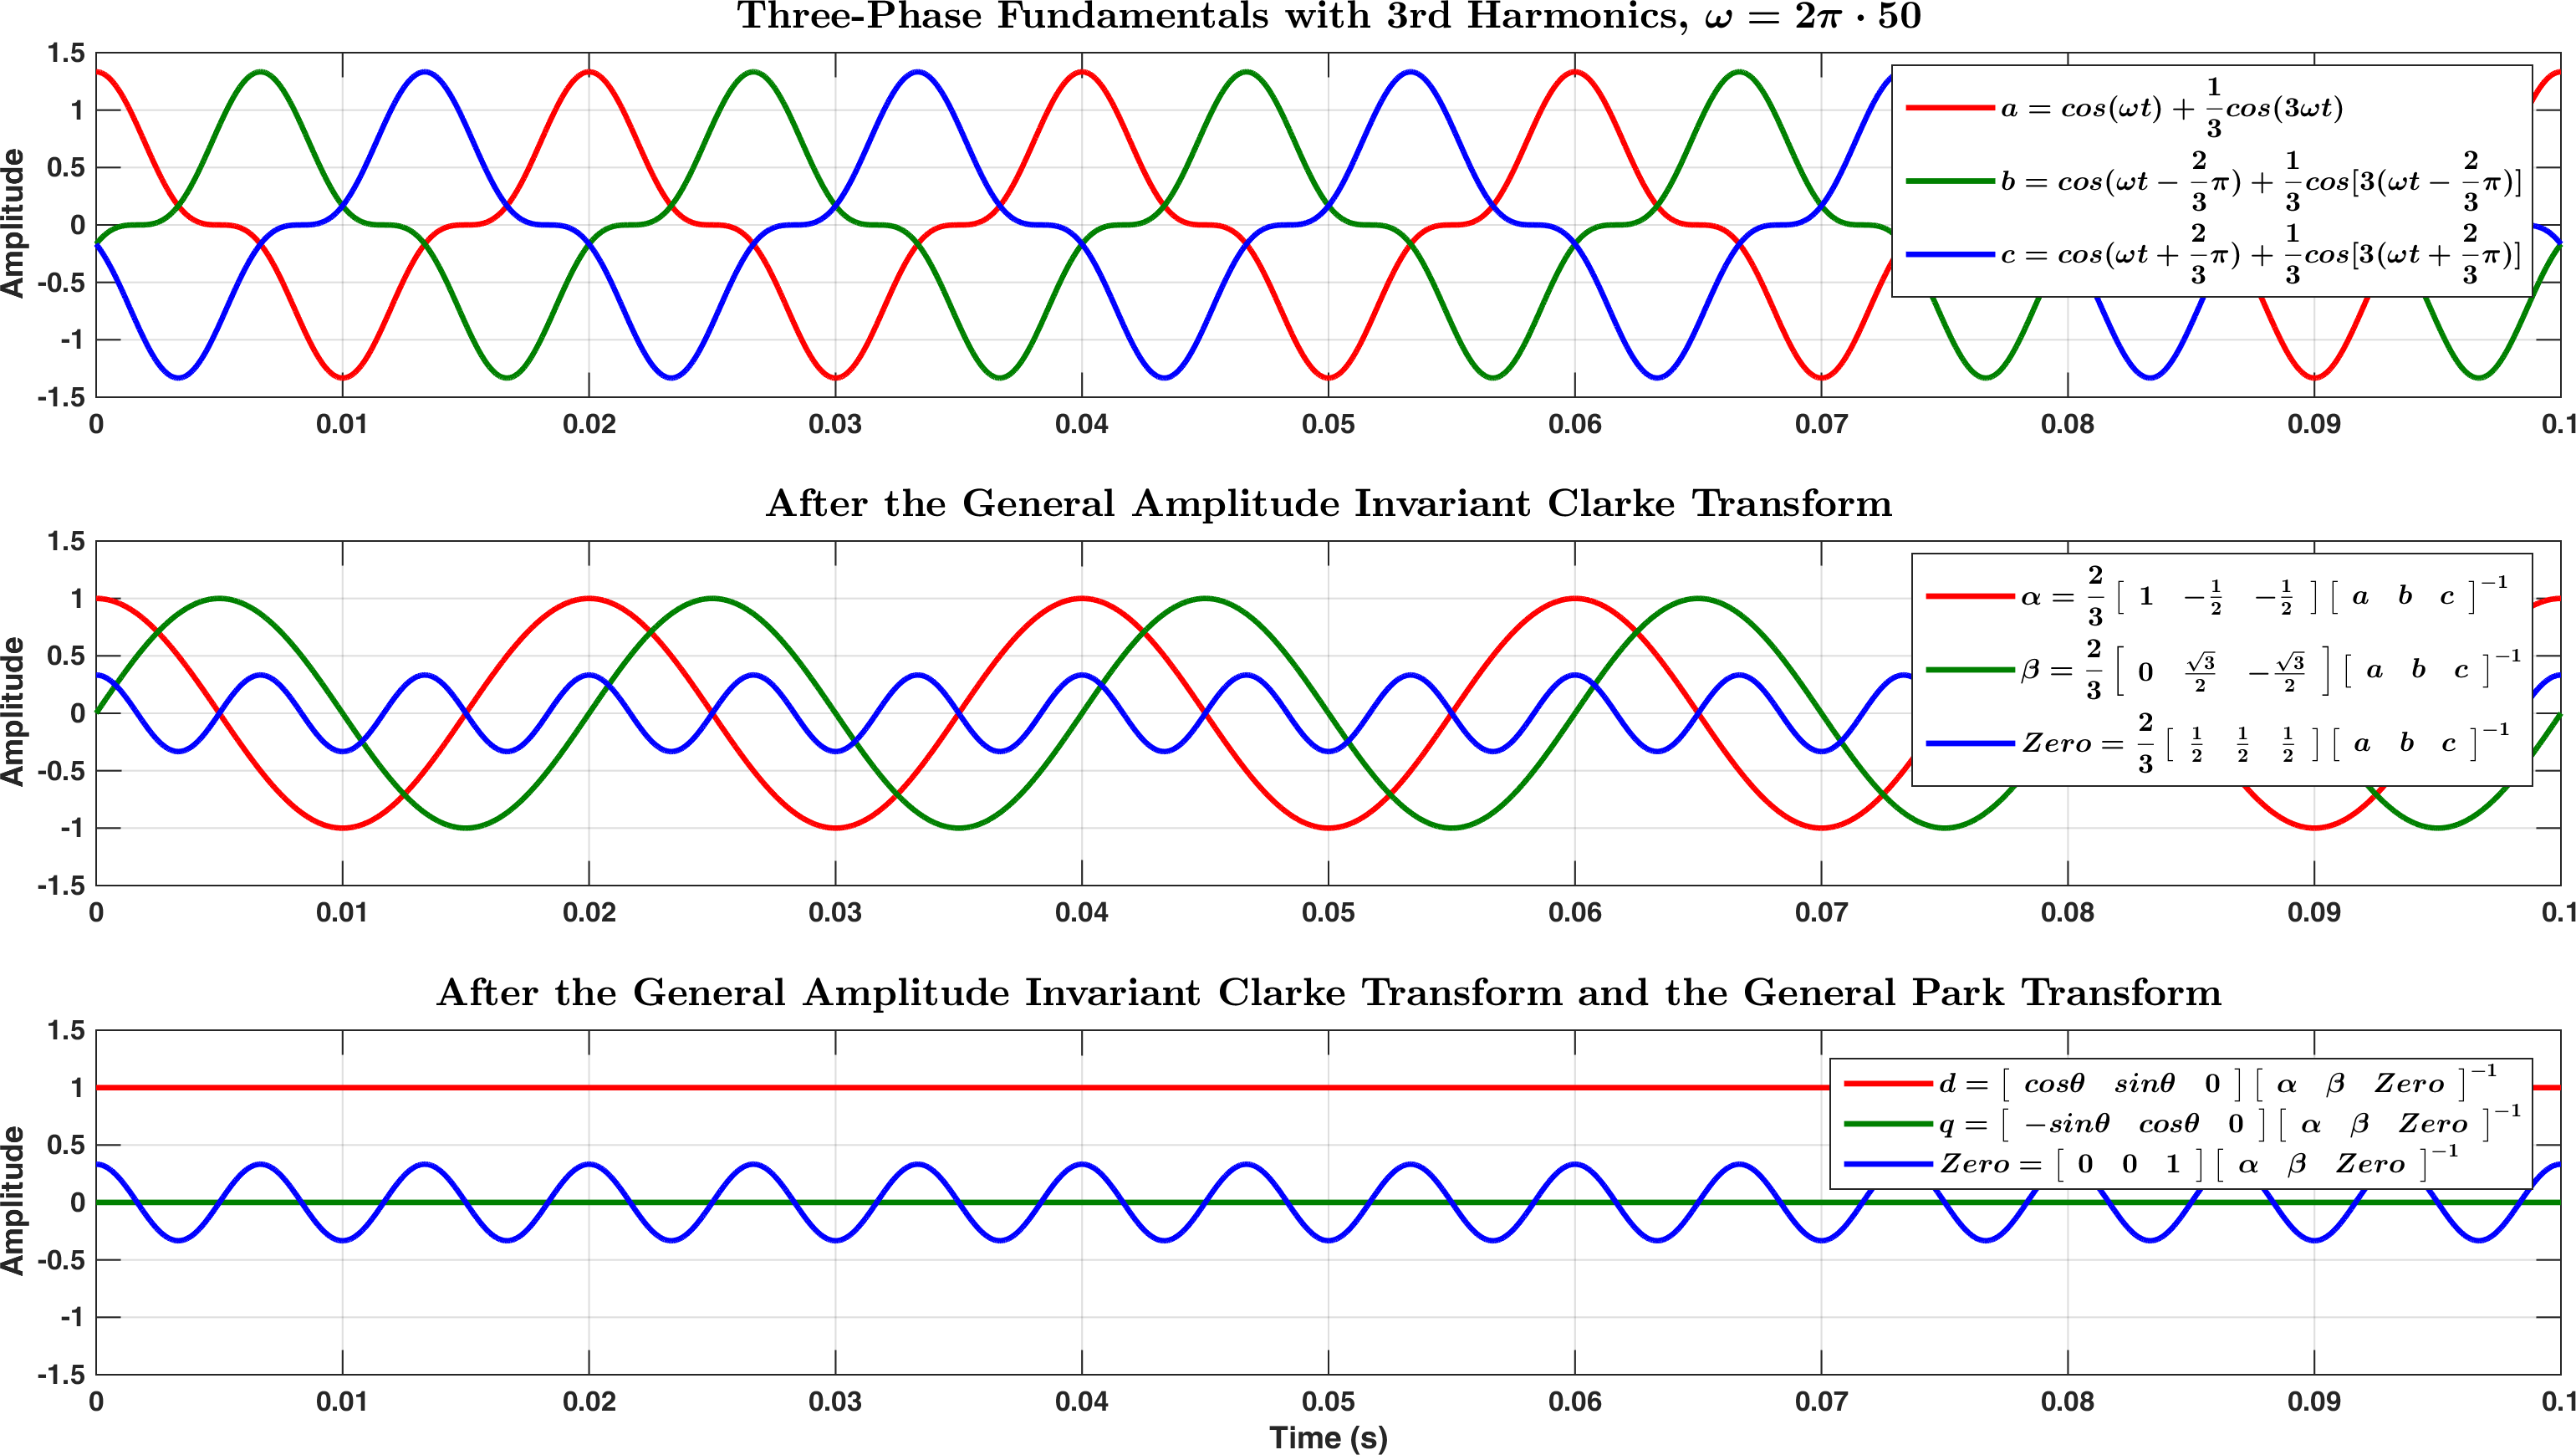 Three-Phase Fundamentals with 3rd Harmonics, ω = 2π · 50
Amplitude
1.5
1
0.5
0
-0.5
-1
-1.5
a = cos(ωt) + 1/3 cos(3ωt)
b = cos(ωt − 2/3 π) + 1/3 cos[3(ωt − 2/3 π)]
c = cos(ωt + 2/3 π) + 1/3 cos[3(ωt + 2/3 π)]
0 0.01 0.02 0.03 0.04 0.05 0.06 0.07 0.08 0.09 0.1
After the General Amplitude Invariant Clarke Transform
Amplitude
1.5
1
0.5
0
-0.5
-1
-1.5
α = 2/3 [ 1 −1/2 −1/2 ] [ a b c ]⁻¹
β = 2/3 [ 0 √3/2 −√3/2 ] [ a b c ]⁻¹
Zero = 2/3 [ 1/2 1/2 1/2 ] [ a b c ]⁻¹
0 0.01 0.02 0.03 0.04 0.05 0.06 0.07 0.08 0.09 0.1
After the General Amplitude Invariant Clarke Transform and the General Park Transform
Amplitude
1.5
1
0.5
0
-0.5
-1
-1.5
d = [ cosθ sinθ 0 ] [ α β Zero ]⁻¹
q = [ −sinθ cosθ 0 ] [ α β Zero ]⁻¹
Zero = [ 0 0 1 ] [ α β Zero ]⁻¹
0 0.01 0.02 0.03 0.04 0.05 0.06 0.07 0.08 0.09 0.1
Time (s)